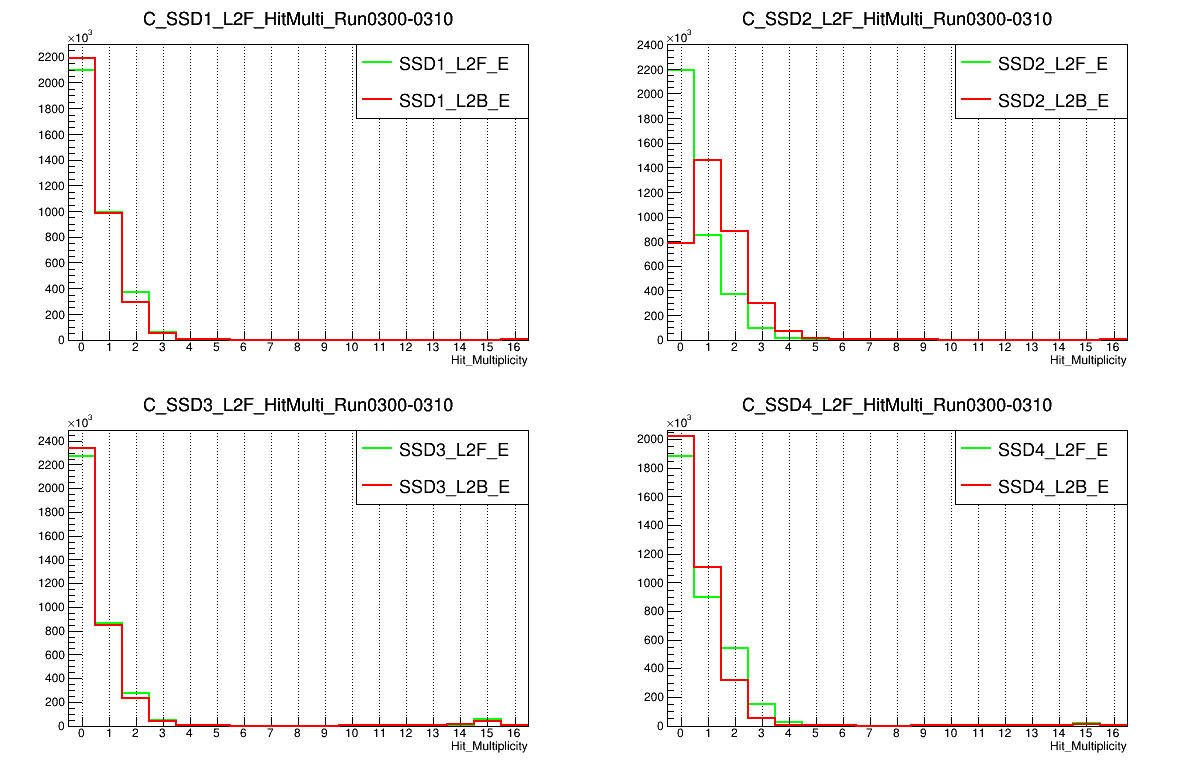 C_SSD1_L2F_HitMulti_Run0300-0310
×10³
SSD1_L2F_E
SSD1_L2B_E
2200
2000
1800
1600
1400
1200
1000
800
600
400
200
0
0 1 2 3 4 5 6 7 8 9 10 11 12 13 14 15 16
Hit_Multiplicity
C_SSD2_L2F_HitMulti_Run0300-0310
×10³
SSD2_L2F_E
SSD2_L2B_E
2400
2200
2000
1800
1600
1400
1200
1000
800
600
400
200
0
0 1 2 3 4 5 6 7 8 9 10 11 12 13 14 15 16
Hit_Multiplicity
C_SSD3_L2F_HitMulti_Run0300-0310
×10³
SSD3_L2F_E
SSD3_L2B_E
2400
2200
2000
1800
1600
1400
1200
1000
800
600
400
200
0
0 1 2 3 4 5 6 7 8 9 10 11 12 13 14 15 16
Hit_Multiplicity
C_SSD4_L2F_HitMulti_Run0300-0310
×10³
SSD4_L2F_E
SSD4_L2B_E
2000
1800
1600
1400
1200
1000
800
600
400
200
0
0 1 2 3 4 5 6 7 8 9 10 11 12 13 14 15 16
Hit_Multiplicity